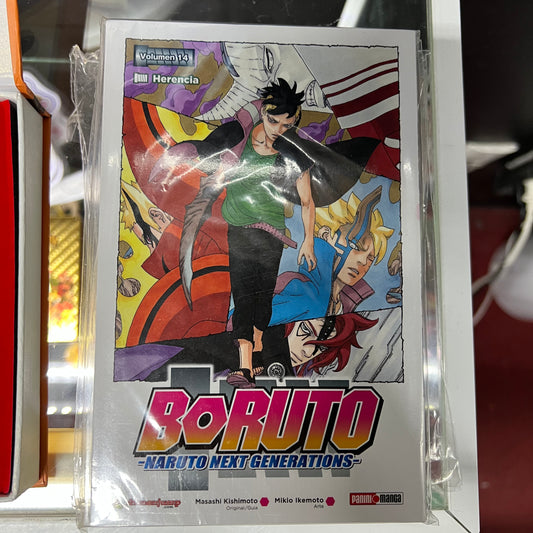 Volumen 14
Herencia
BORUTO
-NARUTO NEXT GENERATIONS-
Masashi Kishimoto
Original/Guía
Mikio Ikemoto
Arte
PANINI MANGA